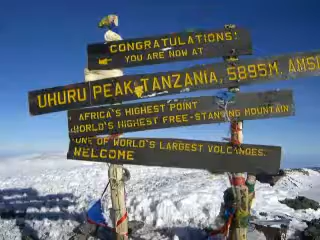 CONGRATULATIONS!
YOU ARE NOW AT
UHURU PEAK, TANZANIA, 5895M. AMSL
AFRICA'S HIGHEST POINT
WORLD'S HIGHEST FREE-STANDING MOUNTAIN
ONE OF WORLD'S LARGEST VOLCANOES.
WELCOME